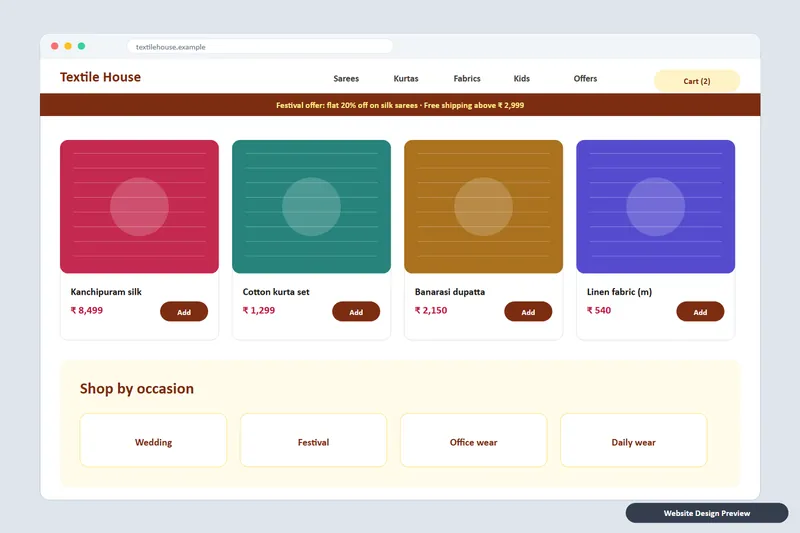 textilehouse.example
Textile House
Sarees
Kurtas
Fabrics
Kids
Offers
Cart (2)
Festival offer: flat 20% off on silk sarees · Free shipping above ₹ 2,999
Kanchipuram silk
₹ 8,499
Add
Cotton kurta set
₹ 1,299
Add
Banarasi dupatta
₹ 2,150
Add
Linen fabric (m)
₹ 540
Add
Shop by occasion
Wedding
Festival
Office wear
Daily wear
Website Design Preview